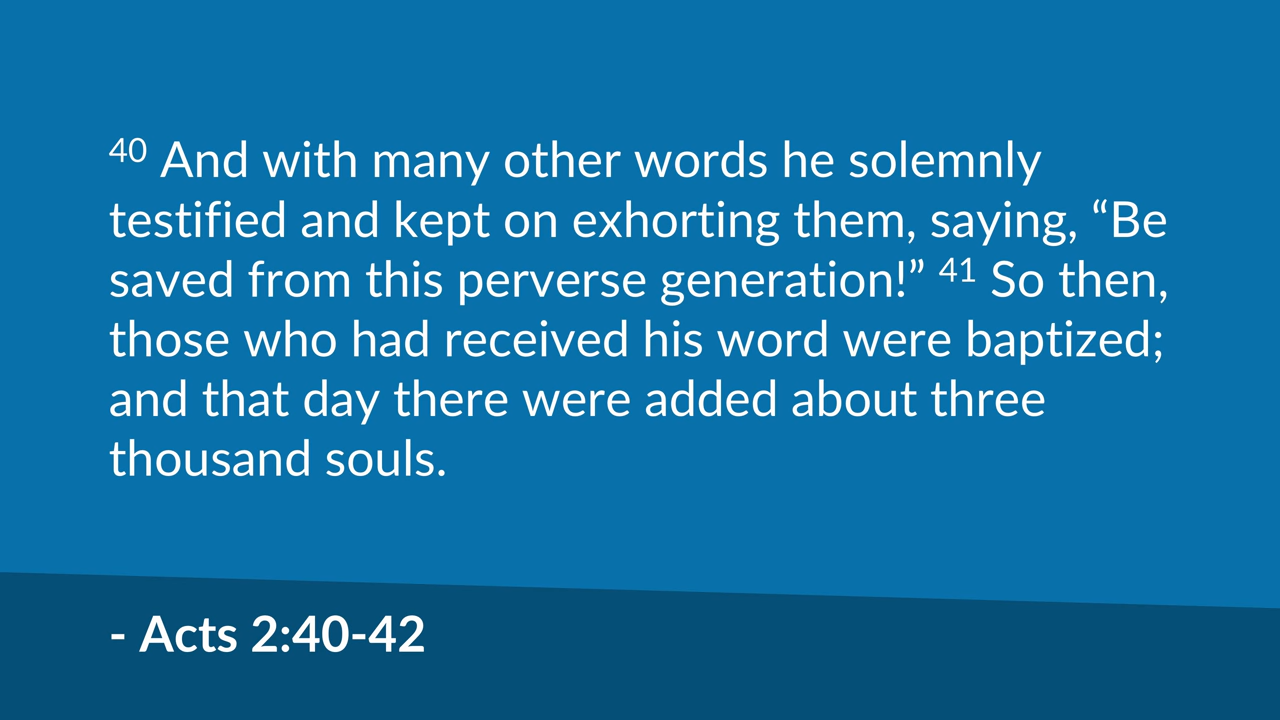 40 And with many other words he solemnly
testified and kept on exhorting them, saying, “Be
saved from this perverse generation!” 41 So then,
those who had received his word were baptized;
and that day there were added about three
thousand souls.
- Acts 2:40-42